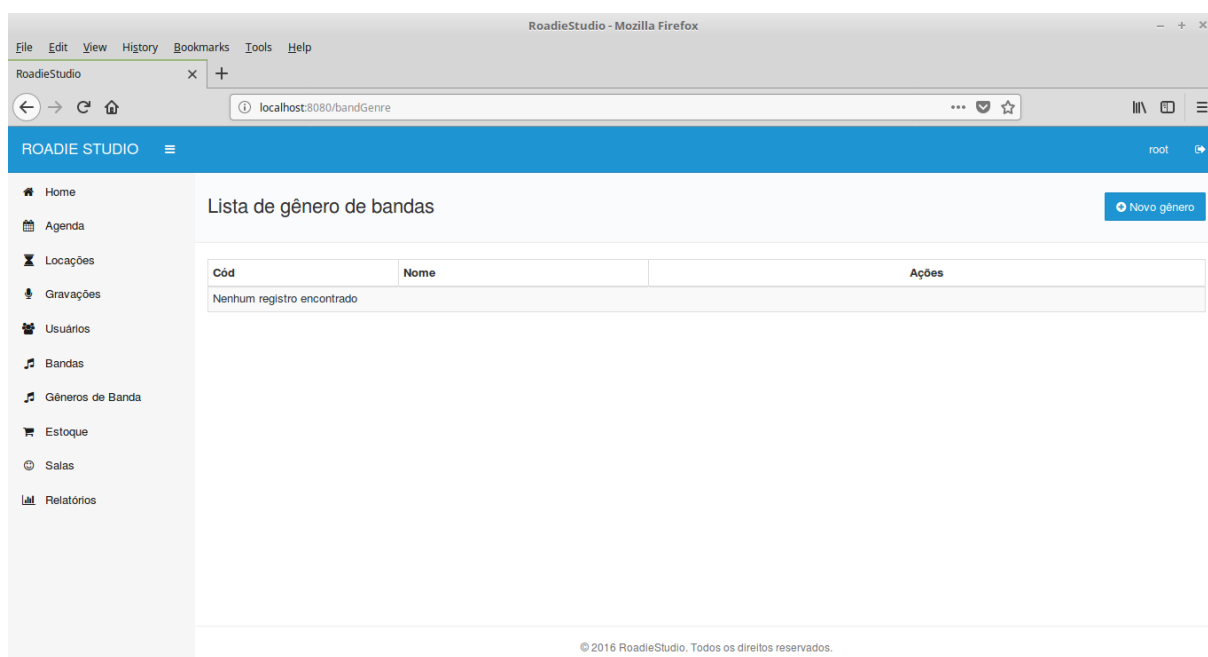 RoadieStudio - Mozilla Firefox
File Edit View History Bookmarks Tools Help
RoadieStudio
localhost:8080/bandGenre
ROADIE STUDIO
root
Home
Agenda
Locações
Gravações
Usuários
Bandas
Gêneros de Banda
Estoque
Salas
Relatórios
Lista de gênero de bandas
Novo gênero
Cód Nome Ações
Nenhum registro encontrado
© 2016 RoadieStudio. Todos os direitos reservados.